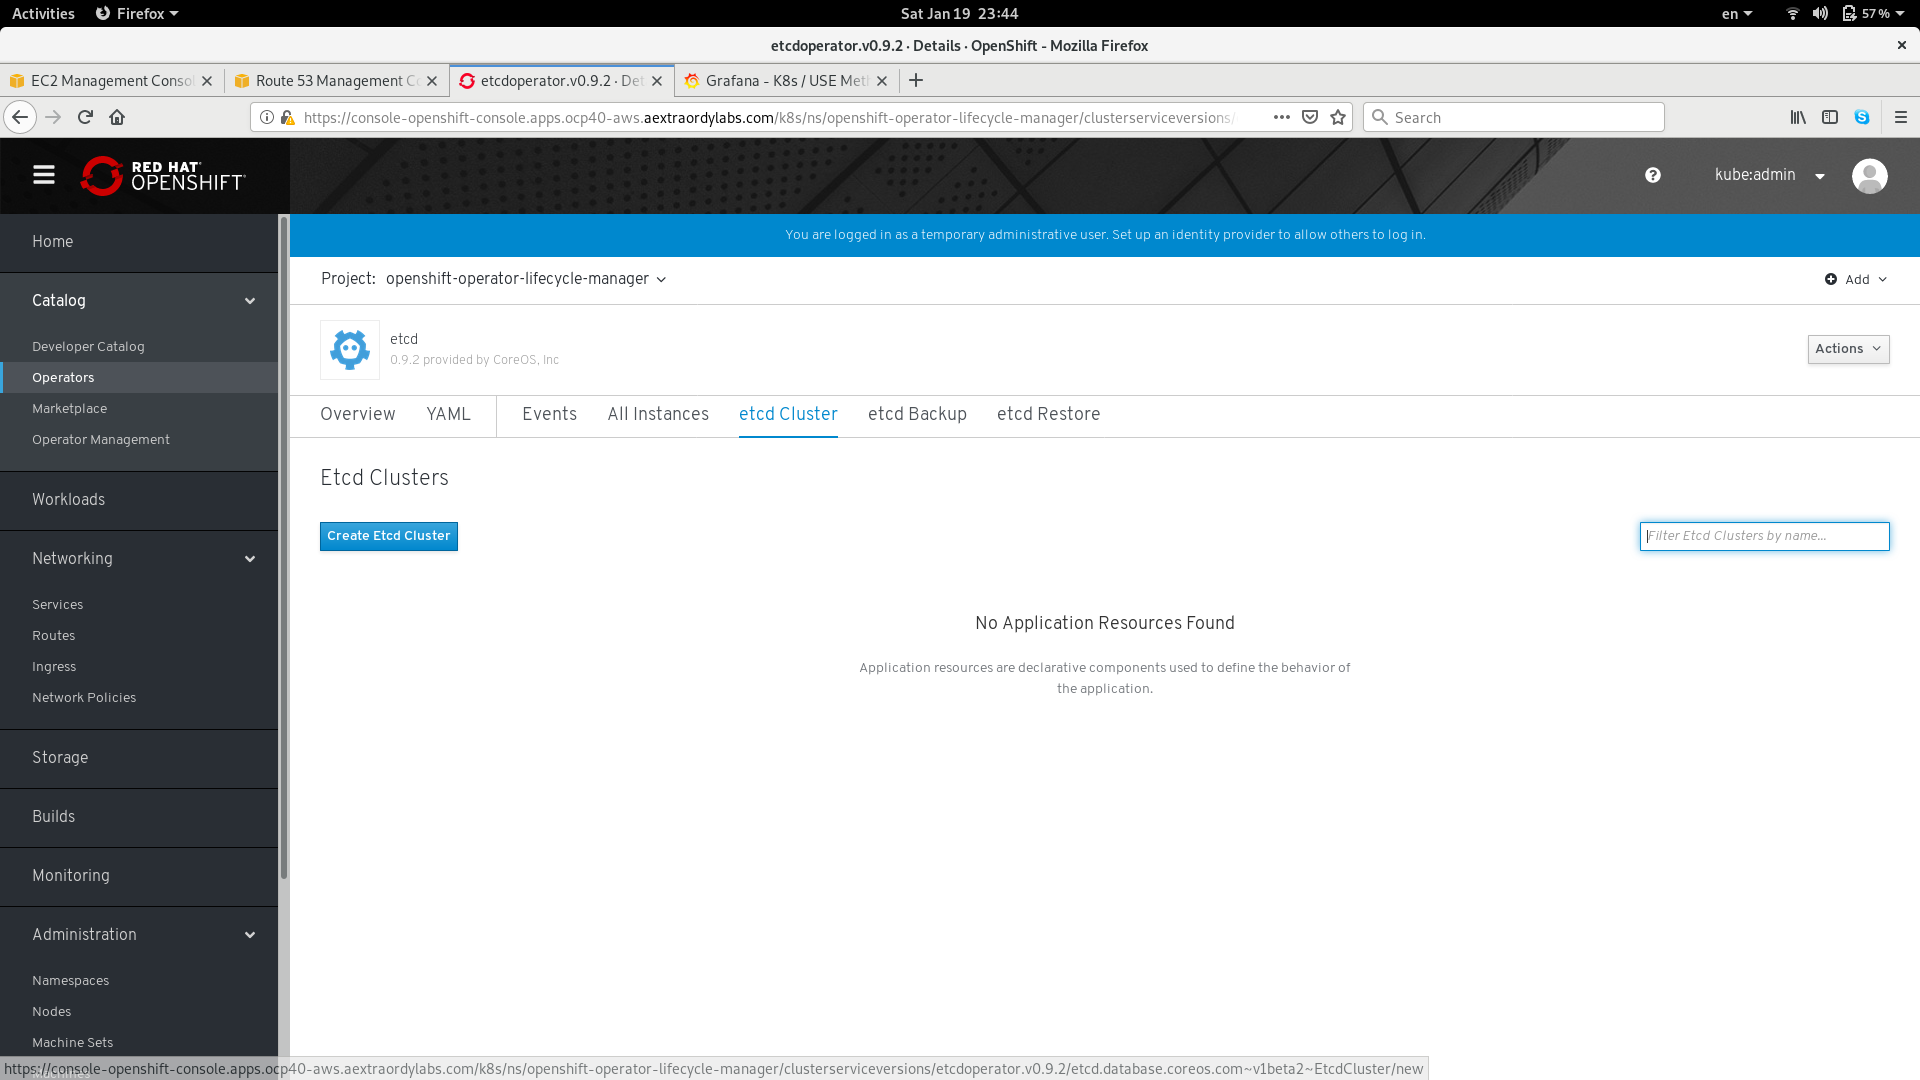 Activities Firefox Sat Jan 19 23:44 en 57 %
etcdoperator.v0.9.2 · Details · OpenShift - Mozilla Firefox
EC2 Management Conso Route 53 Management C etcdoperator.v0.9.2 · Det Grafana - K8s / USE Meth
https://console-openshift-console.apps.ocp40-aws.aextraordylabs.com/k8s/ns/openshift-operator-lifecycle-manager/clusterserviceversions/ Search
RED HAT
OPENSHIFT
kube:admin
You are logged in as a temporary administrative user. Set up an identity provider to allow others to log in.
Project: openshift-operator-lifecycle-manager Add
etcd
0.9.2 provided by CoreOS, Inc
Actions
Overview YAML Events All Instances etcd Cluster etcd Backup etcd Restore
Etcd Clusters
Create Etcd Cluster Filter Etcd Clusters by name...
No Application Resources Found
Application resources are declarative components used to define the behavior of
the application.
Home
Catalog
Developer Catalog
Operators
Marketplace
Operator Management
Workloads
Networking
Services
Routes
Ingress
Network Policies
Storage
Builds
Monitoring
Administration
Namespaces
Nodes
Machine Sets
https://console-openshift-console.apps.ocp40-aws.aextraordylabs.com/k8s/ns/openshift-operator-lifecycle-manager/clusterserviceversions/etcdoperator.v0.9.2/etcd.database.coreos.com~v1beta2~EtcdCluster/new